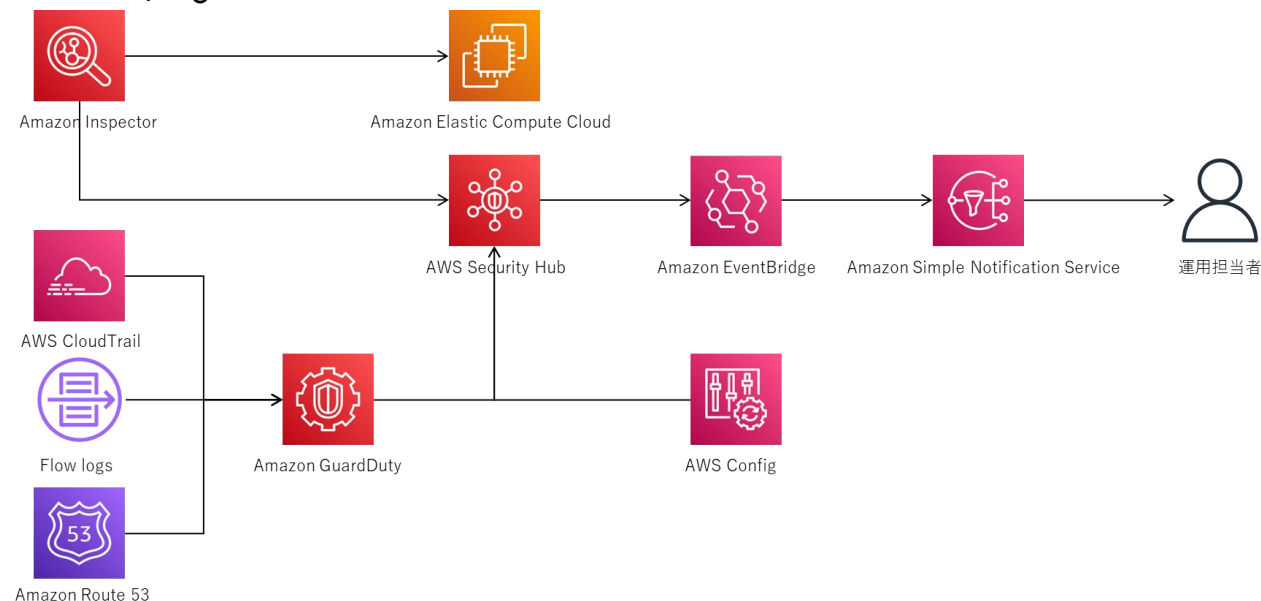 Amazon Inspector
Amazon Elastic Compute Cloud
AWS Security Hub
Amazon EventBridge
Amazon Simple Notification Service
運用担当者
AWS CloudTrail
Flow logs
Amazon GuardDuty
AWS Config
53
Amazon Route 53